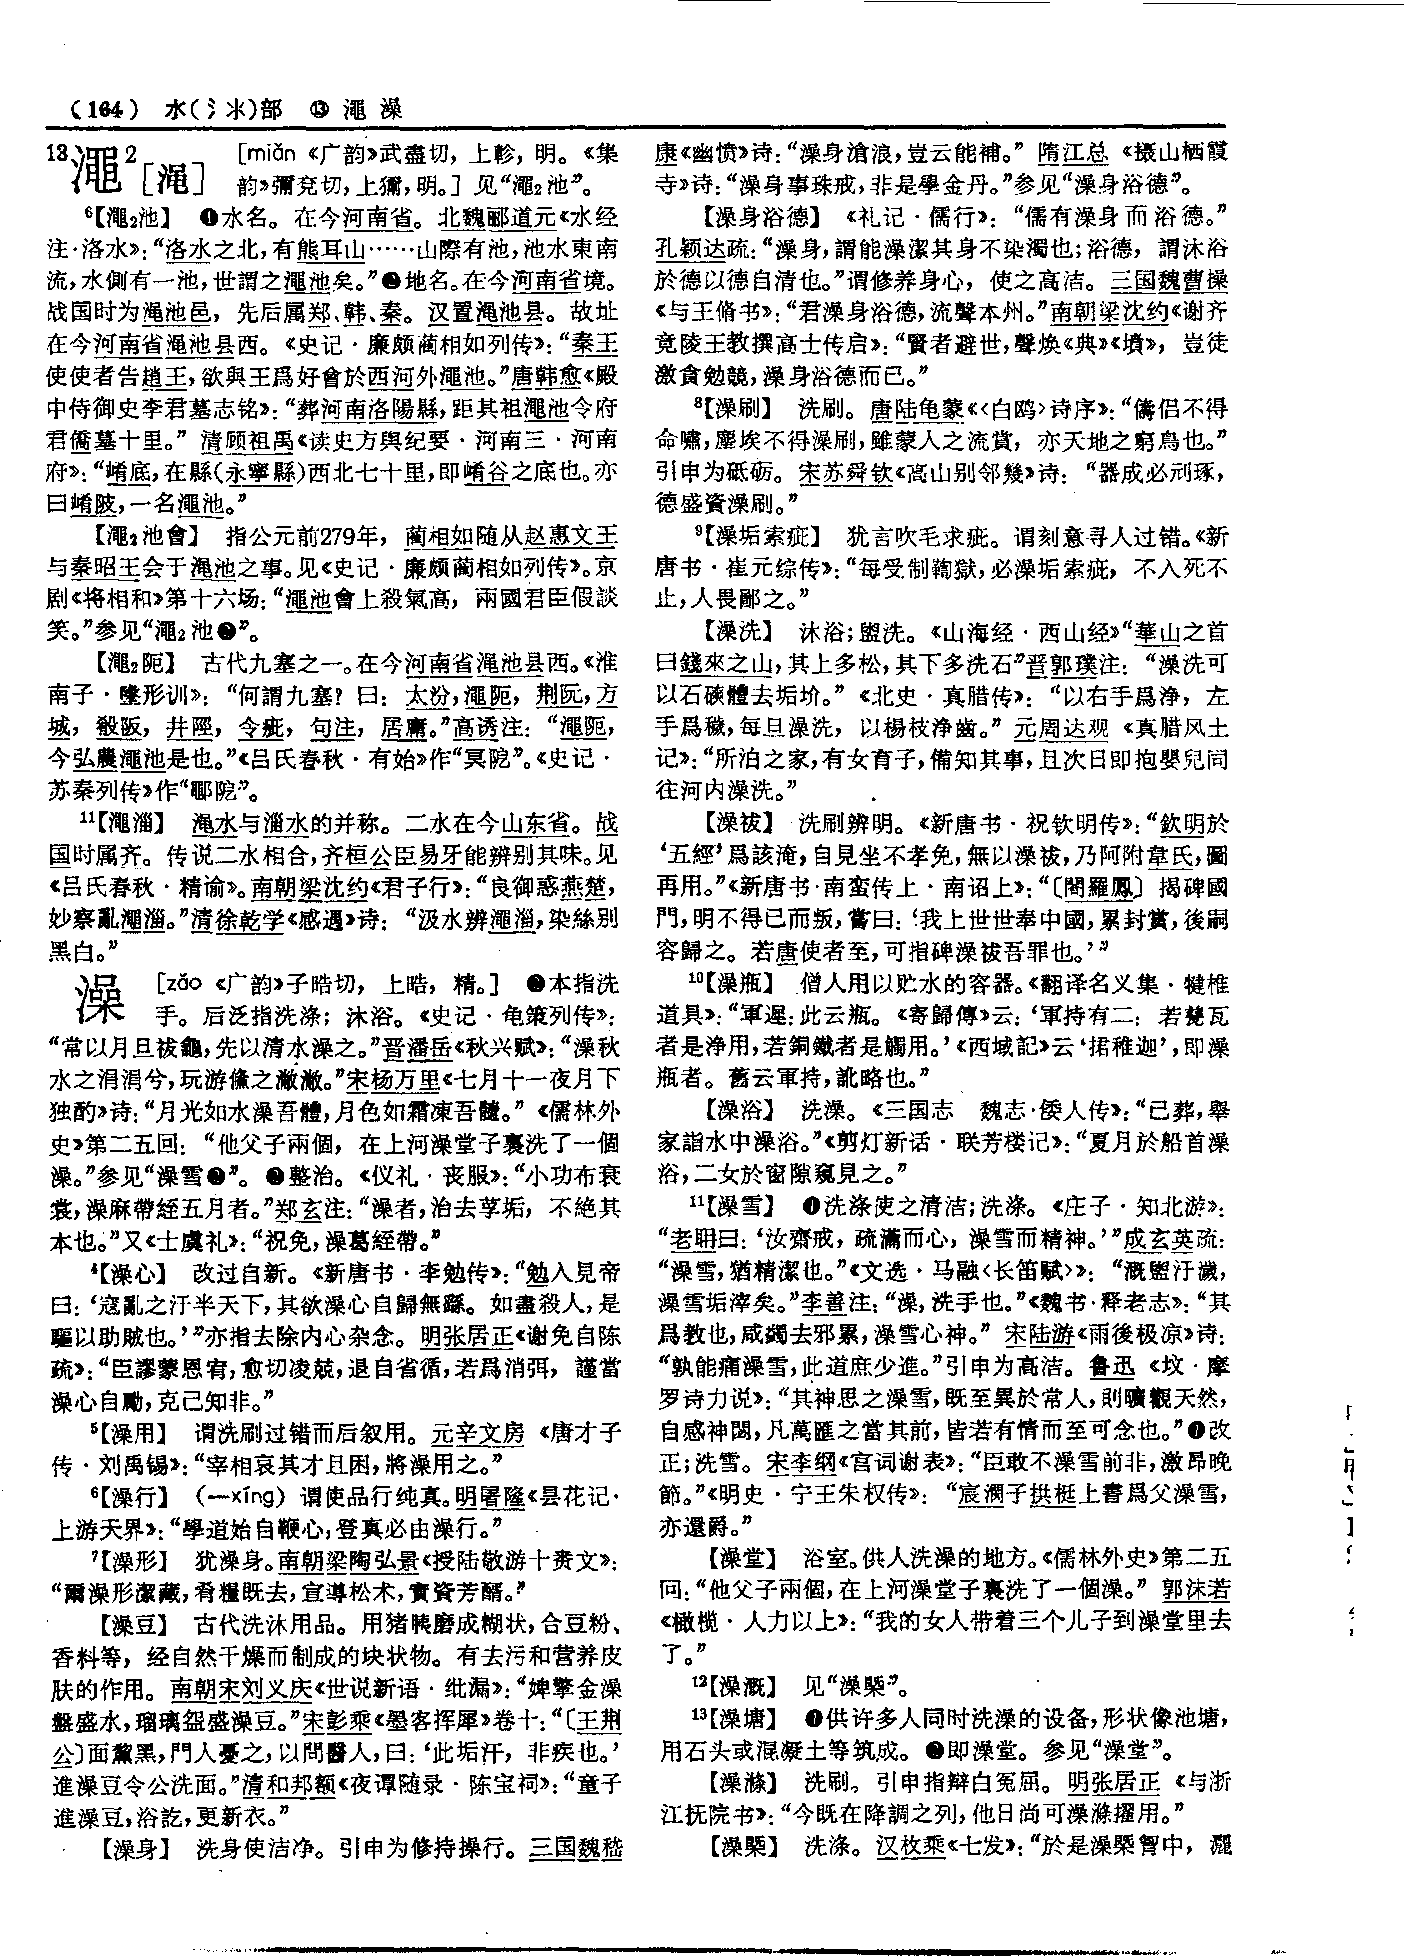 (164) 水(氵氺)部 ⑬ 澠 澡
13澠2[渑] [miǎn《广韵》武盡切，上軫，明。《集
韵》彌兗切，上獮，明。] 见“澠2池”。
6【澠2池】 ❶水名。在今河南省。北魏郦道元《水经
注·洛水》：“洛水之北，有熊耳山……山際有池，池水東南
流，水側有一池，世謂之澠池矣。”❷地名。在今河南省境。
战国时为渑池邑，先后属郑、韩、秦。汉置渑池县。故址
在今河南省渑池县西。《史记·廉颇蔺相如列传》：“秦王
使使者告趙王，欲與王爲好會於西河外澠池。”唐韩愈《殿
中侍御史李君墓志铭》：“葬河南洛陽縣，距其祖澠池令府
君僑墓十里。” 清顾祖禹《读史方舆纪要·河南三·河南
府》：“崤底，在縣(永寧縣)西北七十里，即崤谷之底也。亦
曰崤陂，一名澠池。”
【澠2池會】 指公元前279年，蔺相如随从赵惠文王
与秦昭王会于渑池之事。见《史记·廉颇蔺相如列传》。京
剧《将相和》第十六场：“澠池會上殺氣高，兩國君臣假談
笑。”参见“澠2池❷”。
【澠2阨】 古代九塞之一。在今河南省渑池县西。《淮
南子·墬形训》：“何謂九塞？曰：太汾，澠阨，荆阮，方
城，殽阪，井陘，令疵，句注，居庸。”高诱注：“澠阨，
今弘農澠池是也。”《吕氏春秋·有始》作“冥阸”。《史记·
苏秦列传》作“鄳阸”。
11【澠淄】 渑水与淄水的并称。二水在今山东省。战
国时属齐。传说二水相合，齐桓公臣易牙能辨别其味。见
《吕氏春秋·精谕》。南朝梁沈约《君子行》：“良御惑燕楚，
妙察亂澠淄。”清徐乾学《感遇》诗：“汲水辨澠淄，染絲别
黑白。”
澡 [zǎo《广韵》子晧切，上晧，精。] ❶本指洗
手。后泛指洗涤；沐浴。《史记·龟策列传》：
“常以月旦祓龜，先以清水澡之。”晋潘岳《秋兴赋》：“澡秋
水之涓涓兮，玩游儵之潎潎。”宋杨万里《七月十一夜月下
独酌》诗：“月光如水澡吾體，月色如霜凍吾髓。”《儒林外
史》第二五回：“他父子兩個，在上河澡堂子裏洗了一個
澡。”参见“澡雪❶”。❷整治。《仪礼·丧服》：“小功布衰
裳，澡麻帶絰五月者。”郑玄注：“澡者，治去莩垢，不絶其
本也。”又《士虞礼》：“祝免，澡葛絰帶。”
4【澡心】 改过自新。《新唐书·李勉传》：“勉入見帝
曰：‘寇亂之汙半天下，其欲澡心自歸無繇。如盡殺人，是
驅以助賊也。’”亦指去除内心杂念。明张居正《谢免自陈
疏》：“臣謬蒙恩宥，愈切凌兢，退自省循，若爲消弭，謹當
澡心自勵，克己知非。”
5【澡用】 谓洗刷过错而后叙用。元辛文房《唐才子
传·刘禹锡》：“宰相哀其才且困，將澡用之。”
6【澡行】 (—xíng) 谓使品行纯真。明屠隆《昙花记·
上游天界》：“學道始自鞭心，登真必由澡行。”
7【澡形】 犹澡身。南朝梁陶弘景《授陆敬游十赉文》：
“爾澡形潔藏，肴糧既去，宣導松术，實資芳醑。”
【澡豆】 古代洗沐用品。用猪胰磨成糊状，合豆粉、
香料等，经自然干燥而制成的块状物。有去污和营养皮
肤的作用。南朝宋刘义庆《世说新语·纰漏》：“婢擎金澡
盤盛水，瑠璃盌盛澡豆。”宋彭乘《墨客挥犀》卷十：“〔王荆
公〕面黧黑，門人憂之，以問醫人，曰：‘此垢汗，非疾也。’
進澡豆令公洗面。”清和邦额《夜谭随录·陈宝祠》：“童子
進澡豆，浴訖，更新衣。”
【澡身】 洗身使洁净。引申为修持操行。三国魏嵇
康《幽愤》诗：“澡身滄浪，豈云能補。” 隋江总《摄山栖霞
寺》诗：“澡身事珠戒，非是學金丹。”参见“澡身浴德”。
【澡身浴德】 《礼记·儒行》：“儒有澡身而浴德。”
孔颖达疏：“澡身，謂能澡潔其身不染濁也；浴德，謂沐浴
於德以德自清也。”谓修养身心，使之高洁。三国魏曹操
《与王脩书》：“君澡身浴德，流聲本州。”南朝梁沈约《谢齐
竟陵王教撰高士传启》：“賢者避世，聲焕《典》《墳》，豈徒
激貪勉競，澡身浴德而已。”
8【澡刷】 洗刷。唐陆龟蒙《〈白鸥〉诗序》：“儔侣不得
命嘯，塵埃不得澡刷，雖蒙人之流賞，亦天地之窮鳥也。”
引申为砥砺。宋苏舜钦《高山别邻幾》诗：“器成必刓琢，
德盛資澡刷。”
9【澡垢索疵】 犹言吹毛求疵。谓刻意寻人过错。《新
唐书·崔元综传》：“每受制鞫獄，必澡垢索疵，不入死不
止，人畏鄙之。”
【澡洗】 沐浴；盥洗。《山海经·西山经》“華山之首
曰錢來之山，其上多松，其下多洗石”晋郭璞注：“澡洗可
以石磢體去垢圿。”《北史·真腊传》：“以右手爲浄，左
手爲穢，每旦澡洗，以楊枝浄齒。” 元周达观《真腊风土
记》：“所泊之家，有女育子，備知其事，且次日即抱嬰兒同
往河内澡洗。”
【澡祓】 洗刷辨明。《新唐书·祝钦明传》：“欽明於
‘五經’爲該淹，自見坐不孝免，無以澡祓，乃阿附韋氏，圖
再用。”《新唐书·南蛮传上·南诏上》：“〔閤羅鳳〕揭碑國
門，明不得已而叛，嘗曰：‘我上世世奉中國，累封賞，後嗣
容歸之。若唐使者至，可指碑澡祓吾罪也。’”
10【澡瓶】 僧人用以贮水的容器。《翻译名义集·犍椎
道具》：“軍遲：此云瓶。《寄歸傳》云：‘軍持有二：若甆瓦
者是浄用，若銅鐵者是觸用。’《西域記》云‘捃稚迦’，即澡
瓶者。舊云軍持，訛略也。”
【澡浴】 洗澡。《三国志 魏志·倭人传》：“已葬，舉
家詣水中澡浴。”《剪灯新话·联芳楼记》：“夏月於船首澡
浴，二女於窗隙窺見之。”
11【澡雪】 ❶洗涤使之清洁；洗涤。《庄子·知北游》：
“老聃曰：‘汝齋戒，疏瀹而心，澡雪而精神。’”成玄英疏：
“澡雪，猶精潔也。”《文选·马融〈长笛赋〉》：“溉盥汙濊，
澡雪垢滓矣。”李善注：“澡，洗手也。”《魏书·释老志》：“其
爲教也，咸蠲去邪累，澡雪心神。” 宋陆游《雨後极凉》诗：
“孰能痛澡雪，此道庶少進。”引申为高洁。鲁迅《坟·摩
罗诗力说》：“其神思之澡雪，既至異於常人，則曠觀天然，
自感神閟，凡萬匯之當其前，皆若有情而至可念也。”❷改
正；洗雪。宋李纲《宫词谢表》：“臣敢不澡雪前非，激昂晚
節。”《明史·宁王朱权传》：“宸濔子拱梃上書爲父澡雪，
亦還爵。”
【澡堂】 浴室。供人洗澡的地方。《儒林外史》第二五
回：“他父子兩個，在上河澡堂子裏洗了一個澡。” 郭沫若
《橄榄·人力以上》：“我的女人带着三个儿子到澡堂里去
了。”
12【澡溉】 见“澡槩”。
13【澡塘】 ❶供许多人同时洗澡的设备，形状像池塘，
用石头或混凝土等筑成。❷即澡堂。参见“澡堂”。
【澡滌】 洗刷。引申指辩白冤屈。明张居正《与浙
江抚院书》：“今既在降調之列，他日尚可澡滌擢用。”
【澡槩】 洗涤。汉枚乘《七发》：“於是澡槩胷中，灑